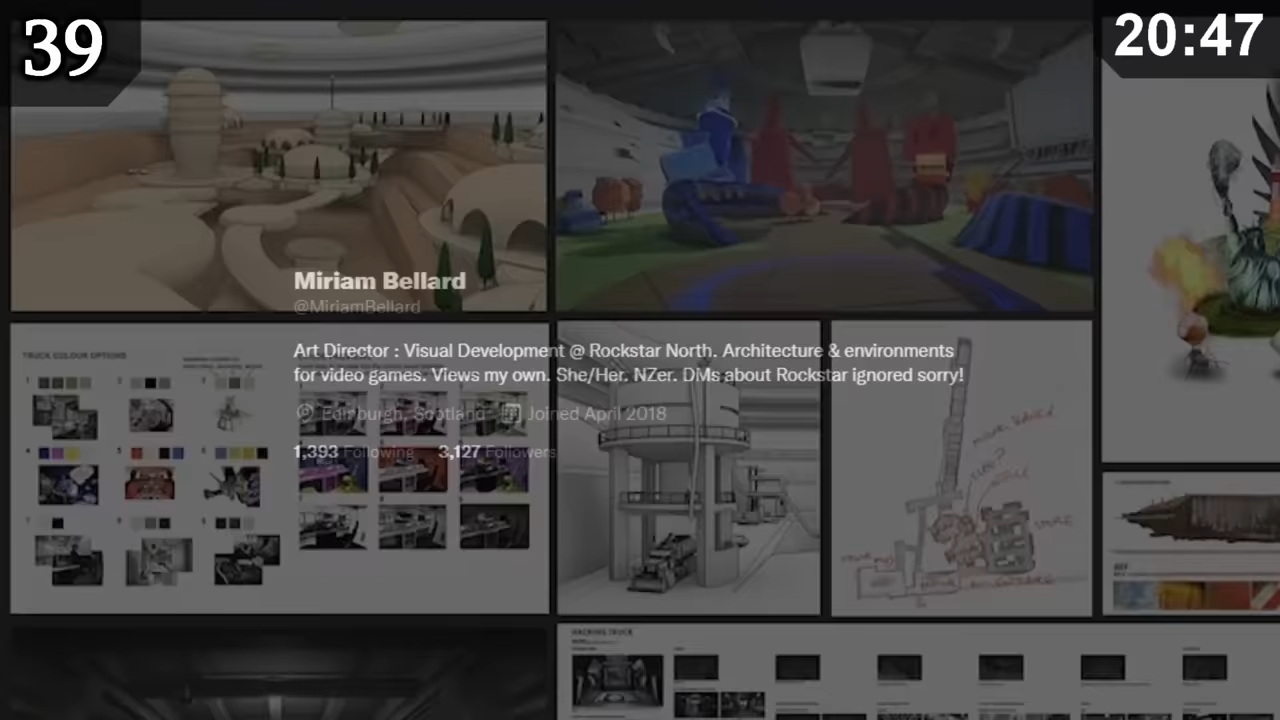 39
20:47
Miriam Bellard
@MiriamBellard
TRUCK COLOUR OPTIONS
Art Director : Visual Development @ Rockstar North. Architecture & environments
for video games. Views my own. She/Her. NZer. DMs about Rockstar ignored sorry!
Edinburgh, Scotland Joined April 2018
1,393 Following 3,127 Followers
HACKING TRUCK